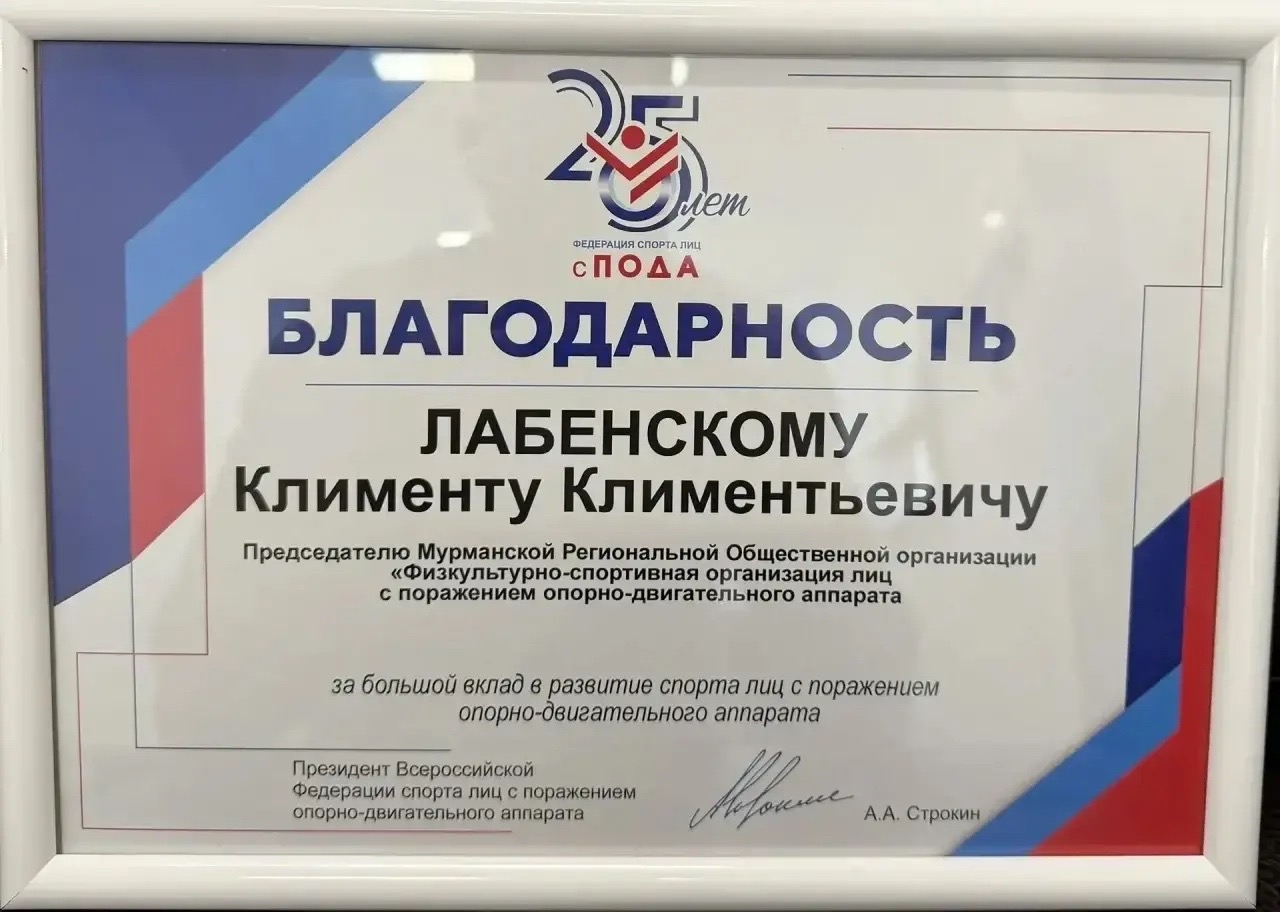 25 лет
ФЕДЕРАЦИЯ СПОРТА ЛИЦ
с ПОДА
БЛАГОДАРНОСТЬ
ЛАБЕНСКОМУ
Клименту Климентьевичу
Председателю Мурманской Региональной Общественной организации
«Физкультурно-спортивная организация лиц
с поражением опорно-двигательного аппарата
за большой вклад в развитие спорта лиц с поражением
опорно-двигательного аппарата
Президент Всероссийской
Федерации спорта лиц с поражением
опорно-двигательного аппарата
А.А. Строкин